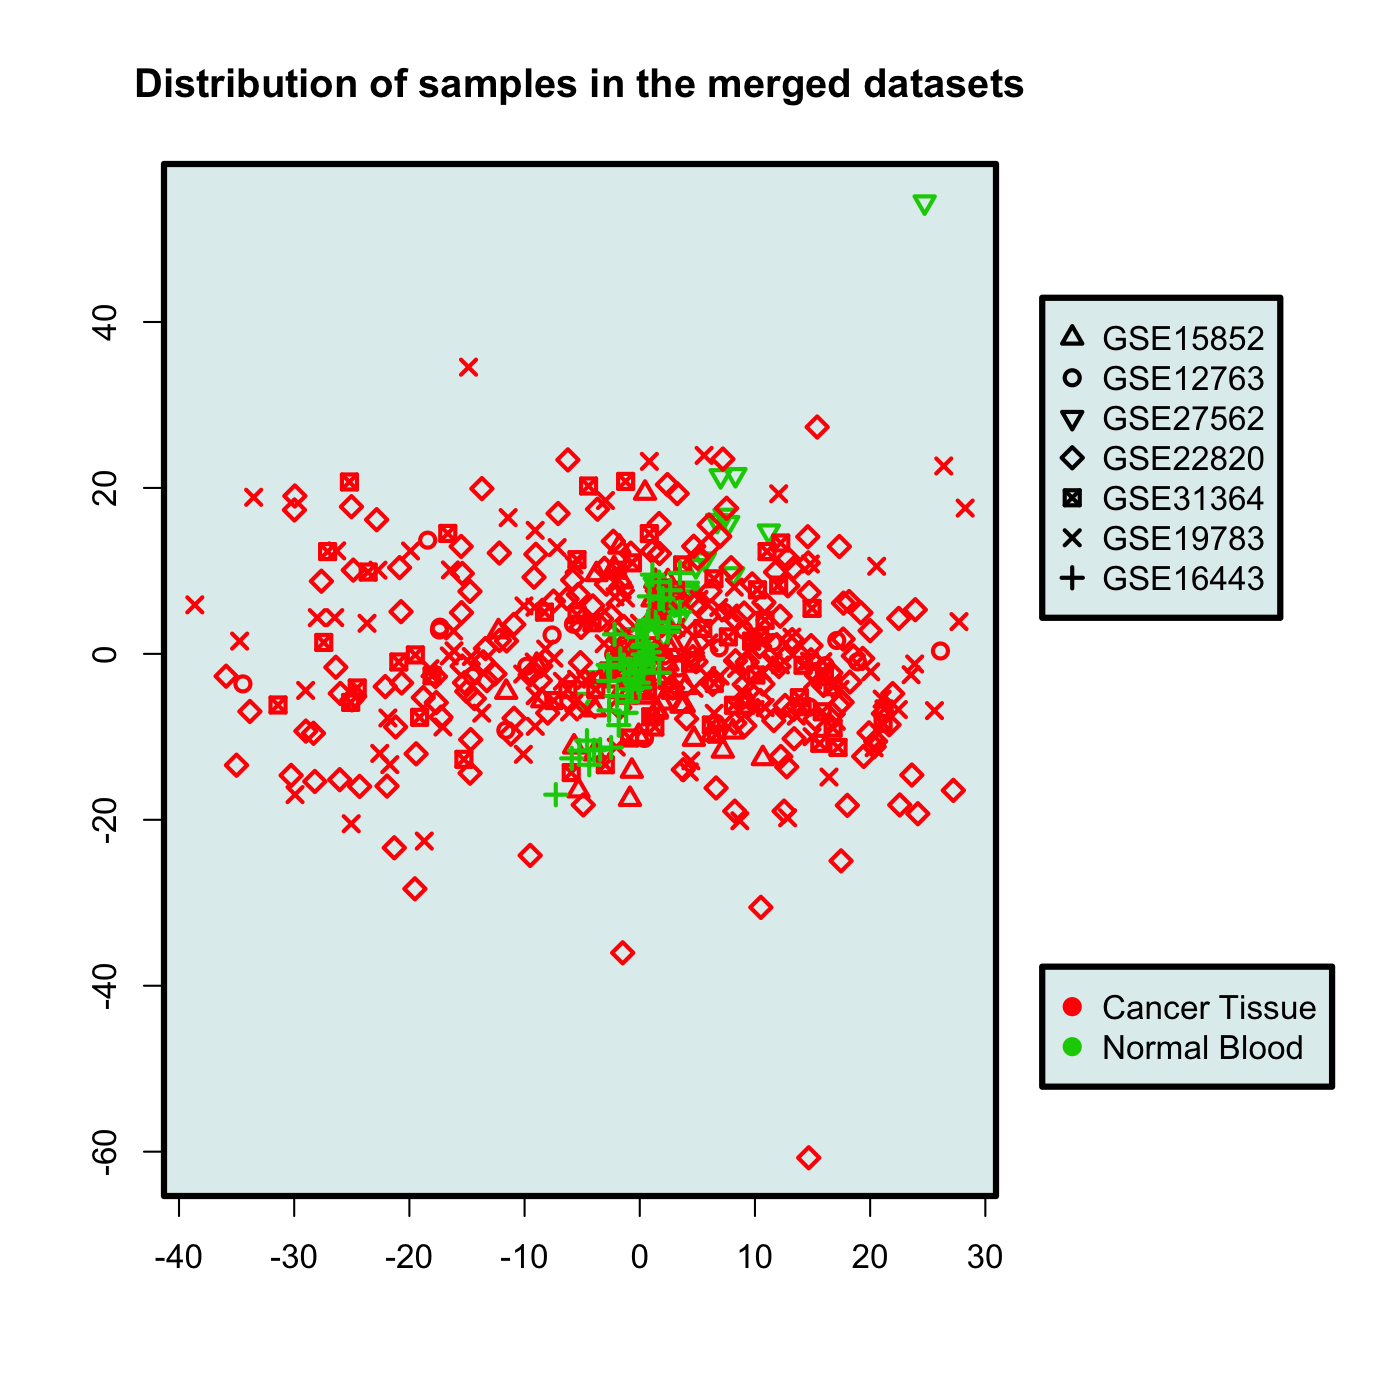 Distribution of samples in the merged datasets
40
20
0
-20
-40
-60
-40 -30 -20 -10 0 10 20 30
GSE15852
GSE12763
GSE27562
GSE22820
GSE31364
GSE19783
GSE16443
Cancer Tissue
Normal Blood